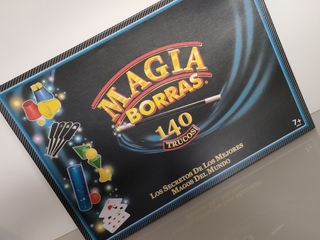 MAGIA
BORRAS
140
TRUCOS!
LOS SECRETOS DE LOS MEJORES
MAGOS DEL MUNDO
7+